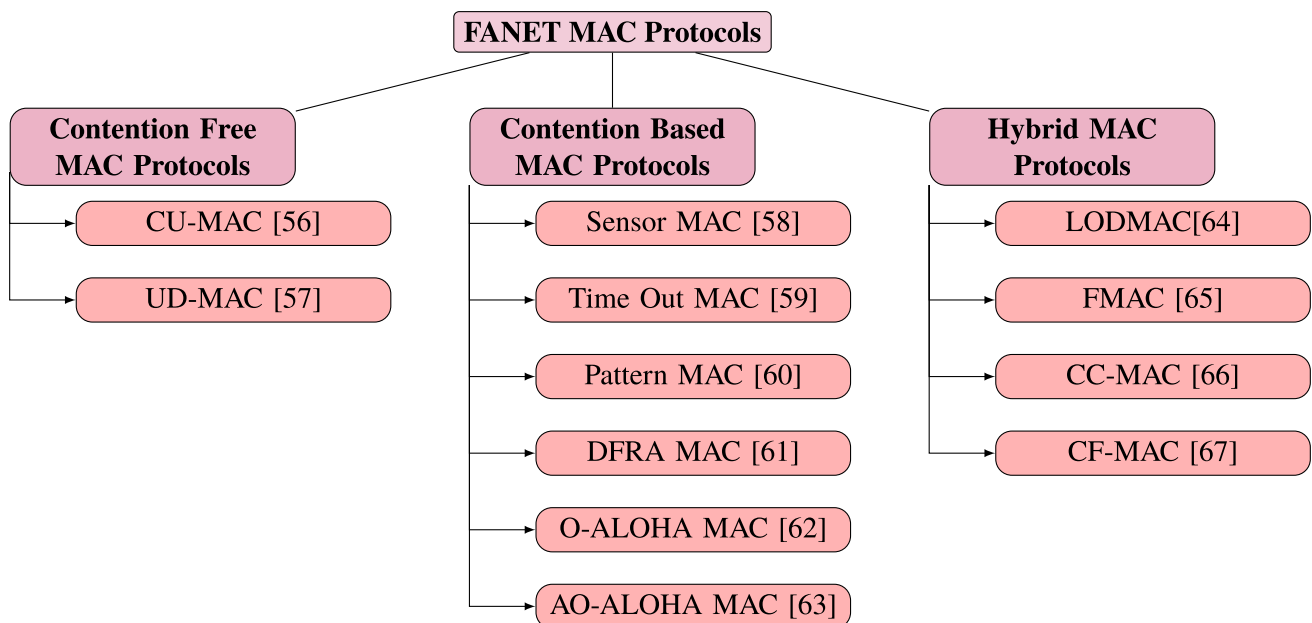 FANET MAC Protocols
Contention Free
MAC Protocols
CU-MAC [56]
UD-MAC [57]
Contention Based
MAC Protocols
Sensor MAC [58]
Time Out MAC [59]
Pattern MAC [60]
DFRA MAC [61]
O-ALOHA MAC [62]
AO-ALOHA MAC [63]
Hybrid MAC
Protocols
LODMAC[64]
FMAC [65]
CC-MAC [66]
CF-MAC [67]